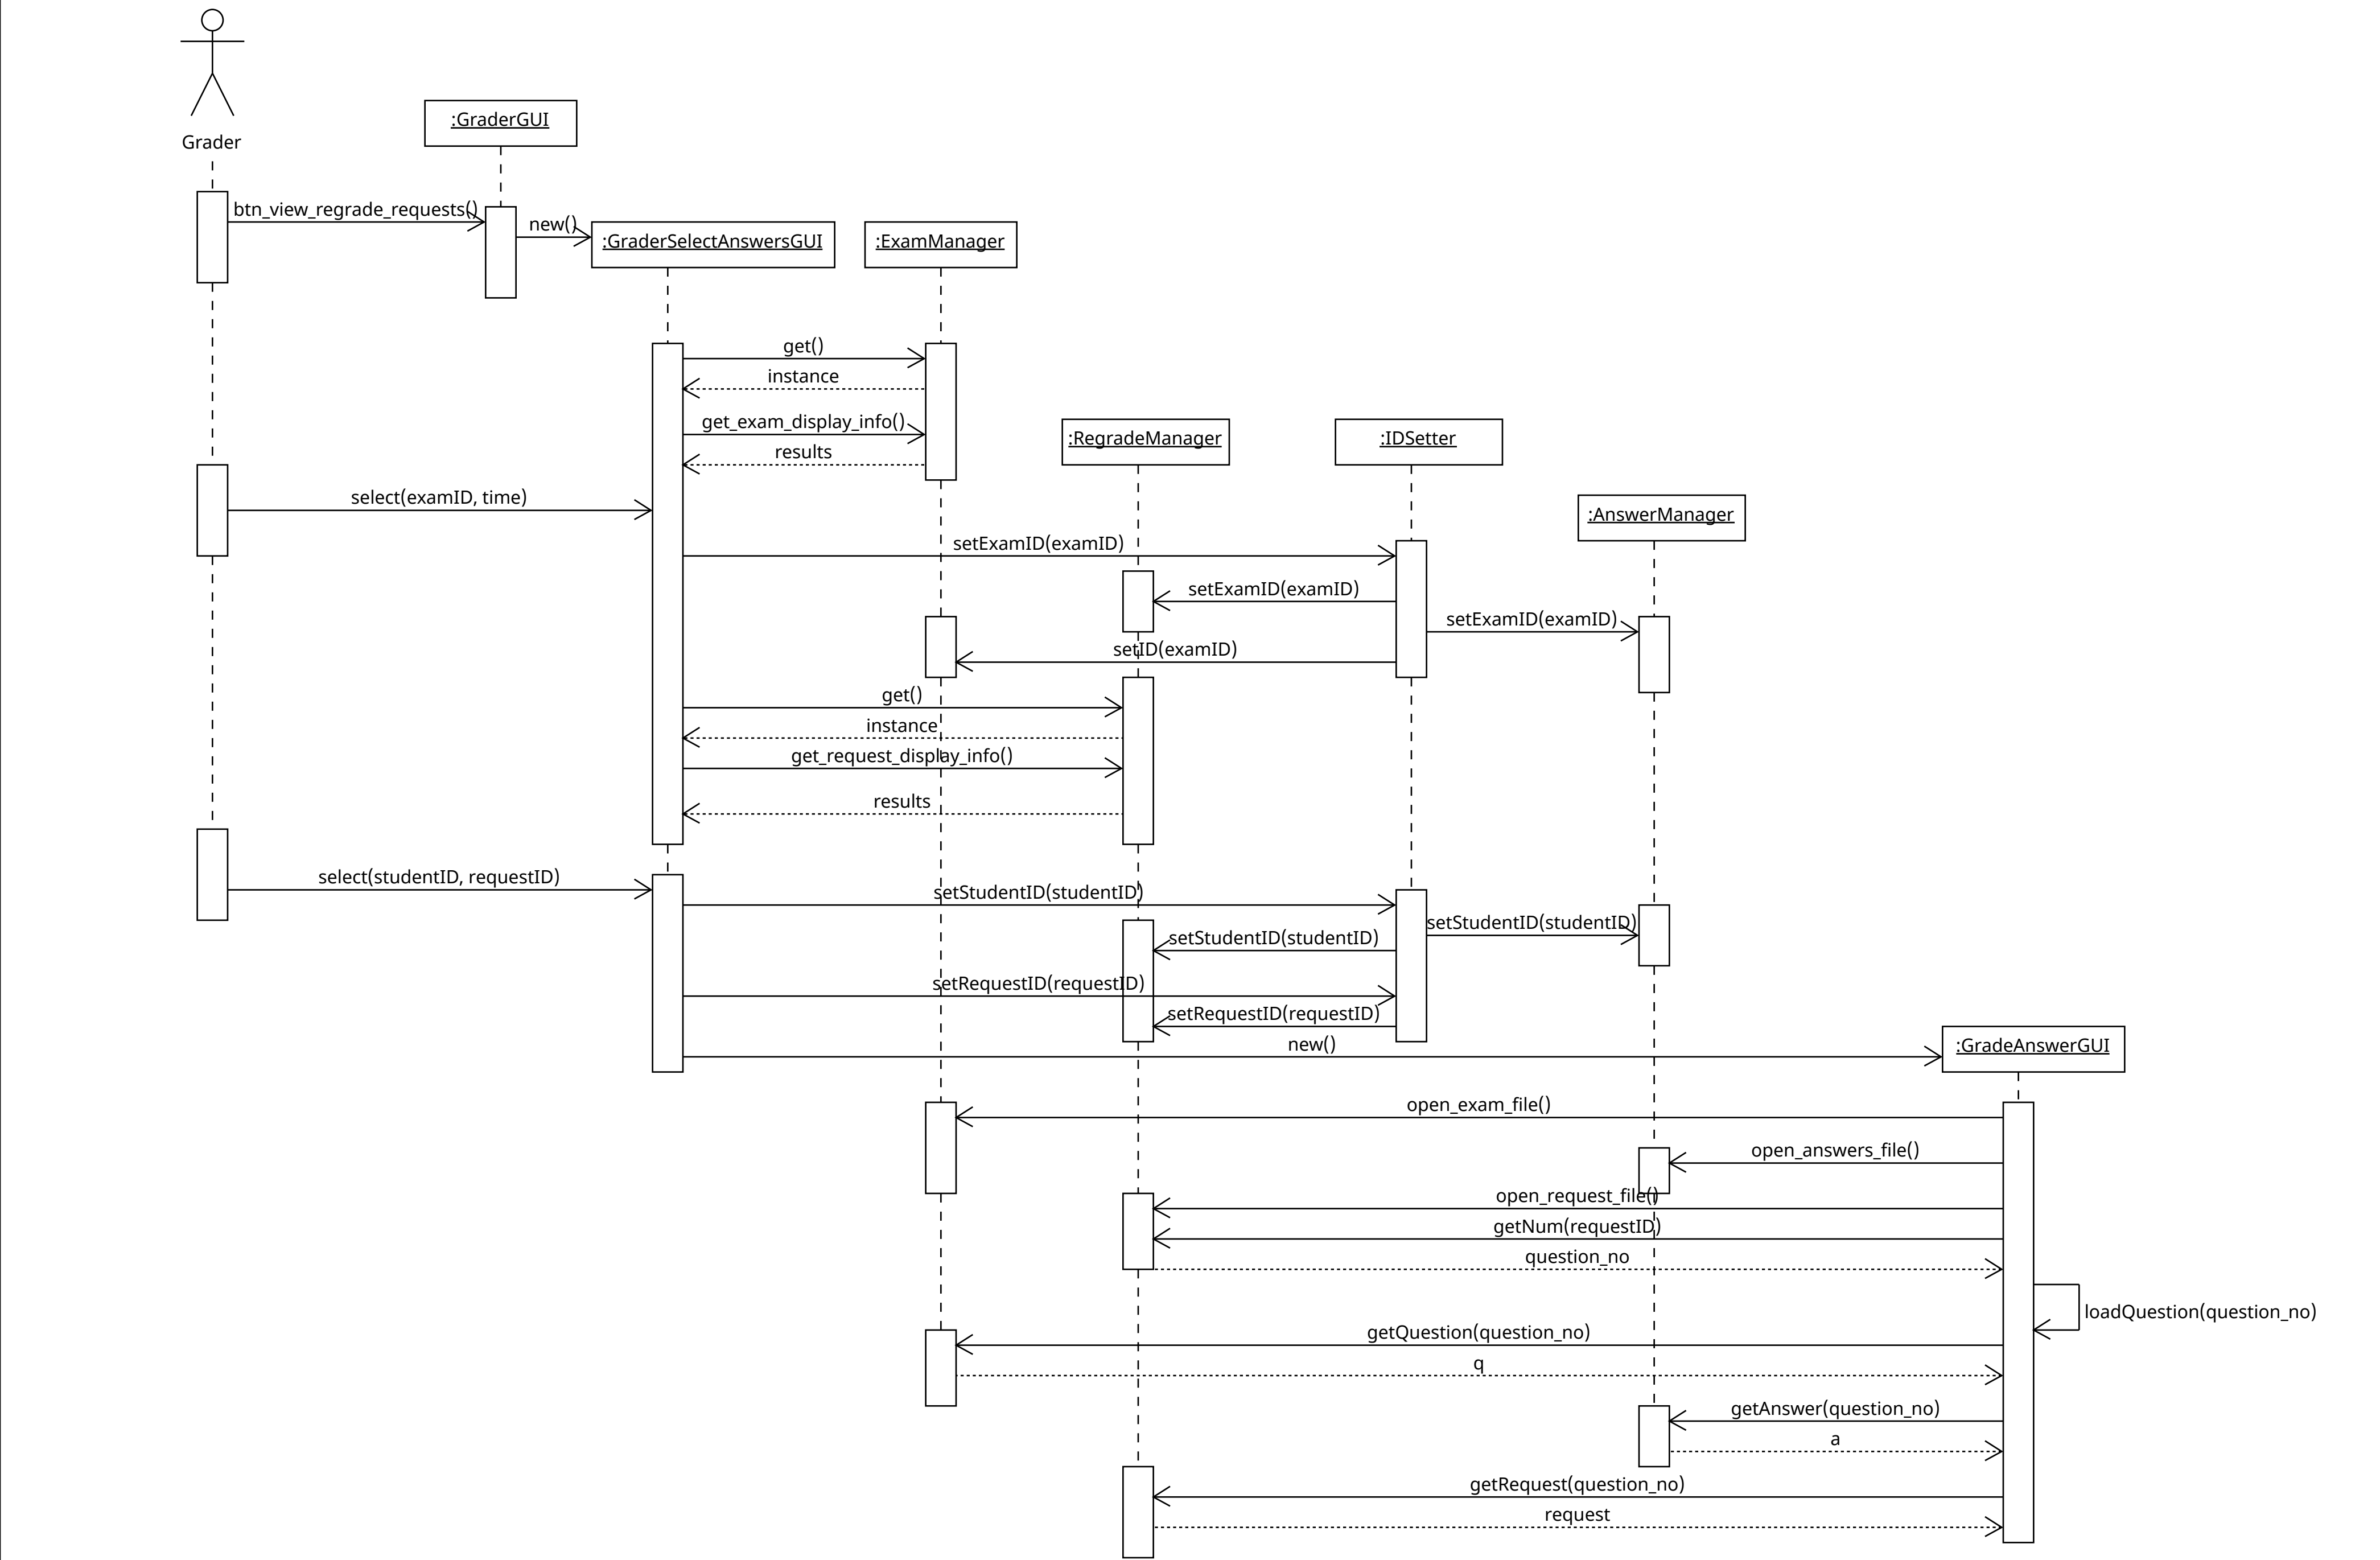 Grader
:GraderGUI
btn_view_regrade_requests()
new()
:GraderSelectAnswersGUI
:ExamManager
get()
instance
get_exam_display_info()
results
:RegradeManager
:IDSetter
select(examID, time)
:AnswerManager
setExamID(examID)
setExamID(examID)
setExamID(examID)
setID(examID)
get()
instance
get_request_display_info()
results
select(studentID, requestID)
setStudentID(studentID)
setStudentID(studentID)
setStudentID(studentID)
setRequestID(requestID)
setRequestID(requestID)
new()
:GradeAnswerGUI
open_exam_file()
open_answers_file()
open_request_file()
getNum(requestID)
question_no
loadQuestion(question_no)
getQuestion(question_no)
q
getAnswer(question_no)
a
getRequest(question_no)
request